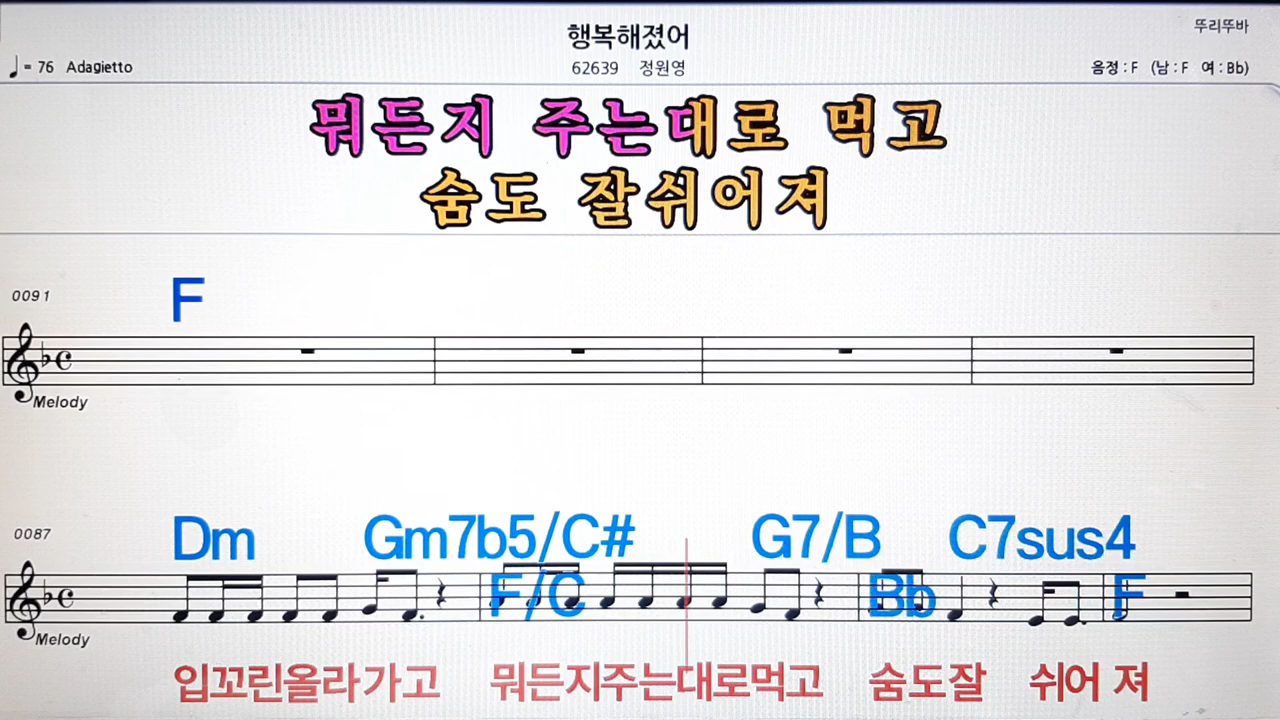 행복해졌어
뚜리뚜바
♩= 76 Adagietto
62639 정원영
음정 : F (남 : F 여 : Bb)
뭐든지 주는대로 먹고
숨도 잘쉬어져
0091
F
Melody
0087
Dm Gm7b5/C# G7/B C7sus4
F/C Bb F
Melody
입꼬린올라가고 뭐든지주는대로먹고 숨도잘 쉬어 져